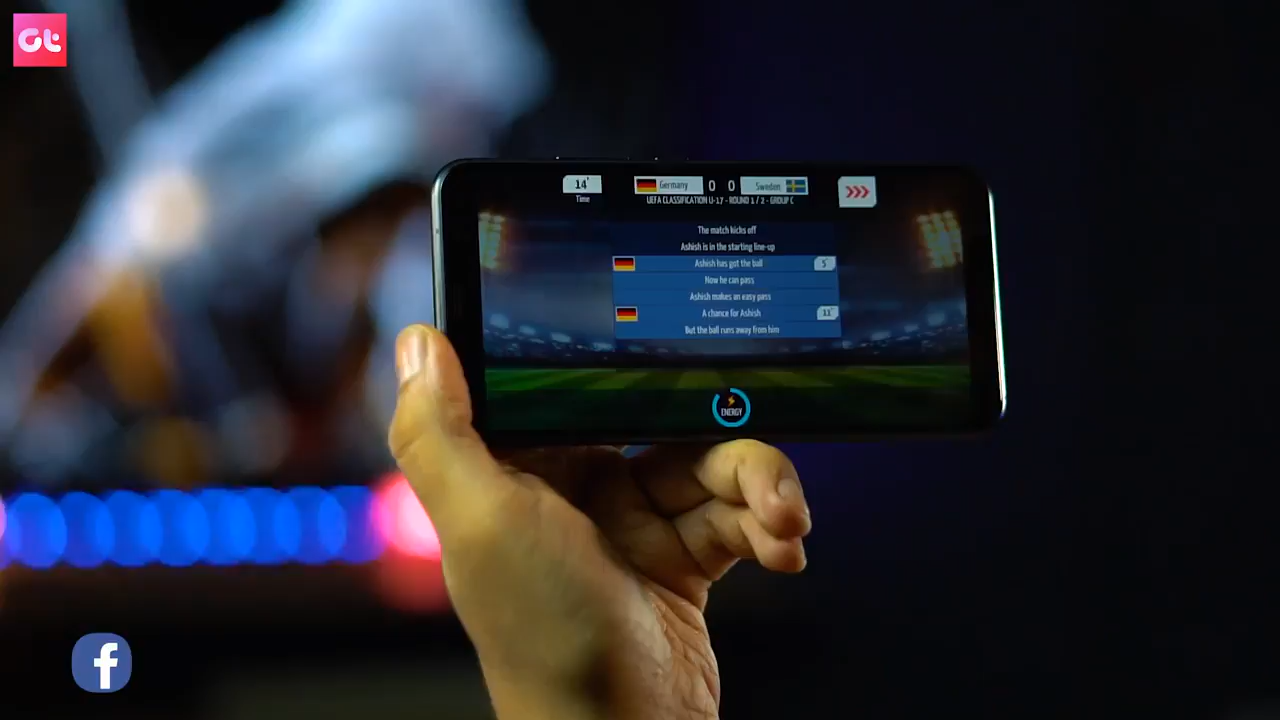 Gt
14'
Time
Germany 0 0 Sweden
UEFA CLASSIFICATION U-17 - ROUND 1 / 2 - GROUP C
The match kicks off
Ashish is in the starting line-up
Ashish has got the ball 5'
Now he can pass
Ashish makes an easy pass
A chance for Ashish 11'
But the ball runs away from him
ENERGY
f